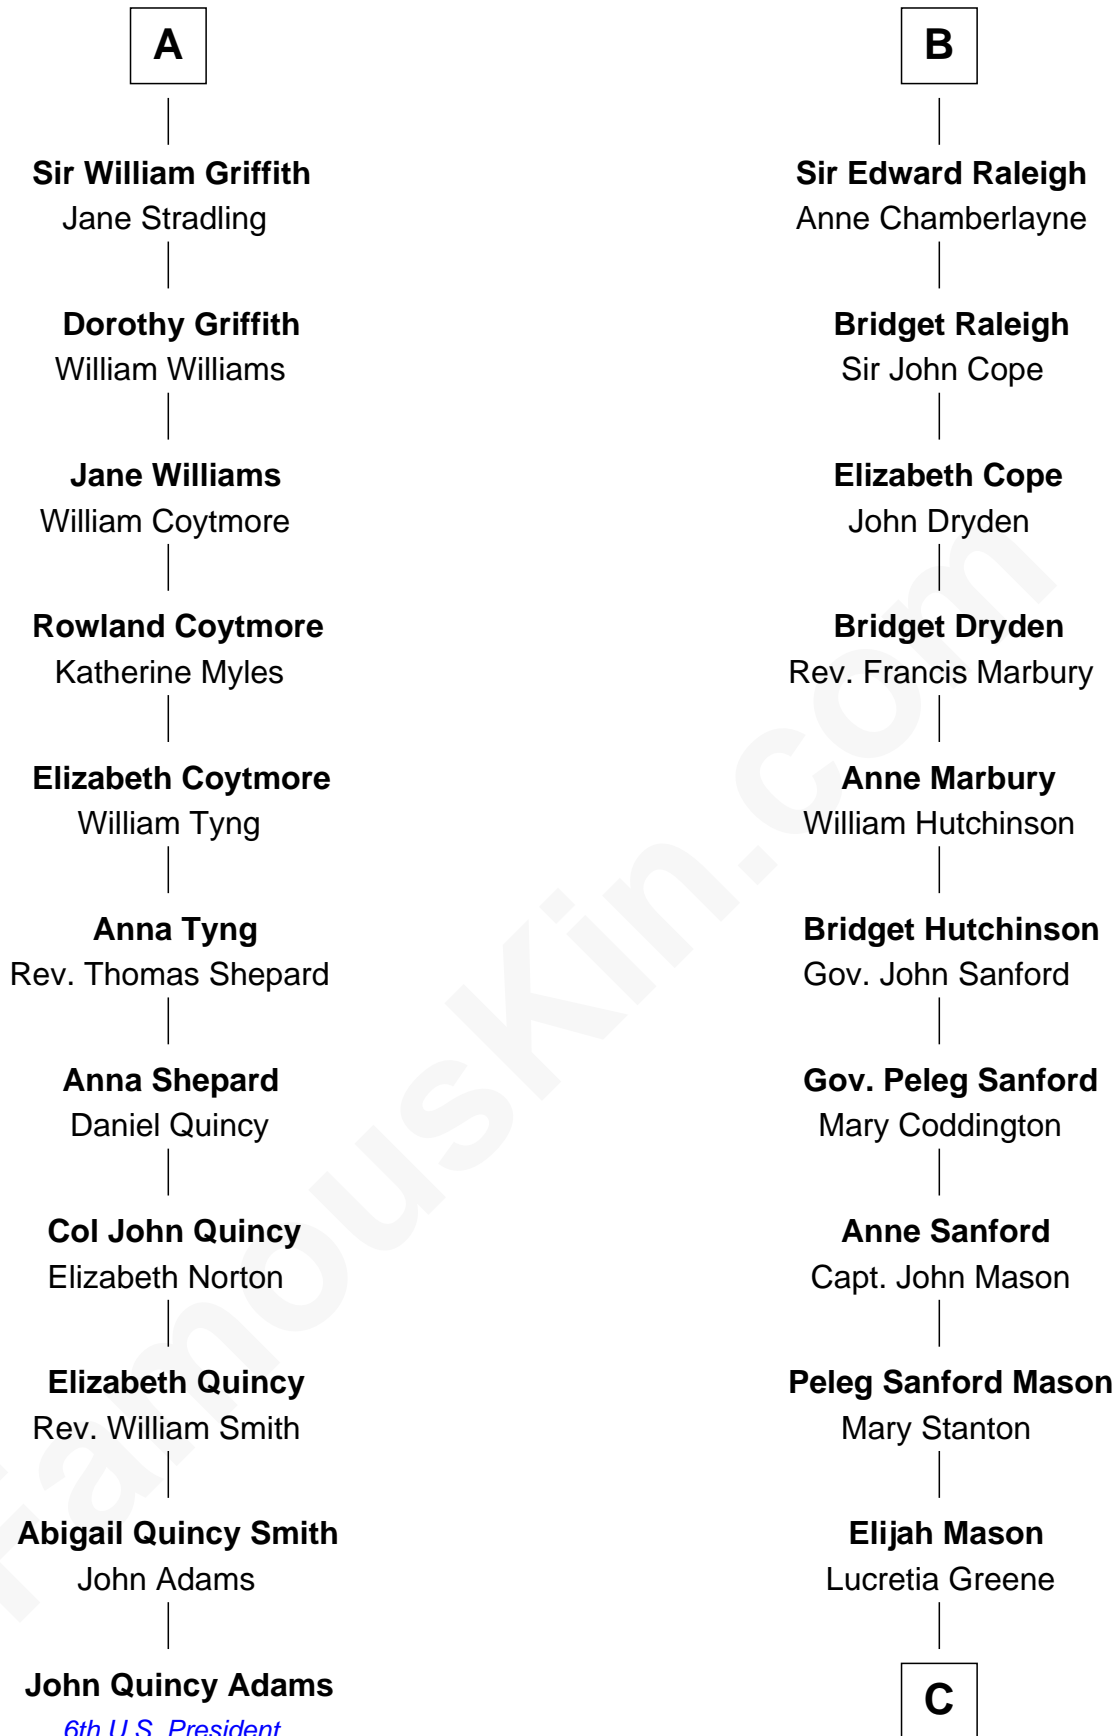 A
Sir William Griffith
Jane Stradling
Dorothy Griffith
William Williams
Jane Williams
William Coytmore
Rowland Coytmore
Katherine Myles
Elizabeth Coytmore
William Tyng
Anna Tyng
Rev. Thomas Shepard
Anna Shepard
Daniel Quincy
Col John Quincy
Elizabeth Norton
Elizabeth Quincy
Rev. William Smith
Abigail Quincy Smith
John Adams
John Quincy Adams
6th U.S. President
B
Sir Edward Raleigh
Anne Chamberlayne
Bridget Raleigh
Sir John Cope
Elizabeth Cope
John Dryden
Bridget Dryden
Rev. Francis Marbury
Anne Marbury
William Hutchinson
Bridget Hutchinson
Gov. John Sanford
Gov. Peleg Sanford
Mary Coddington
Anne Sanford
Capt. John Mason
Peleg Sanford Mason
Mary Stanton
Elijah Mason
Lucretia Greene
C
FamousKin.com